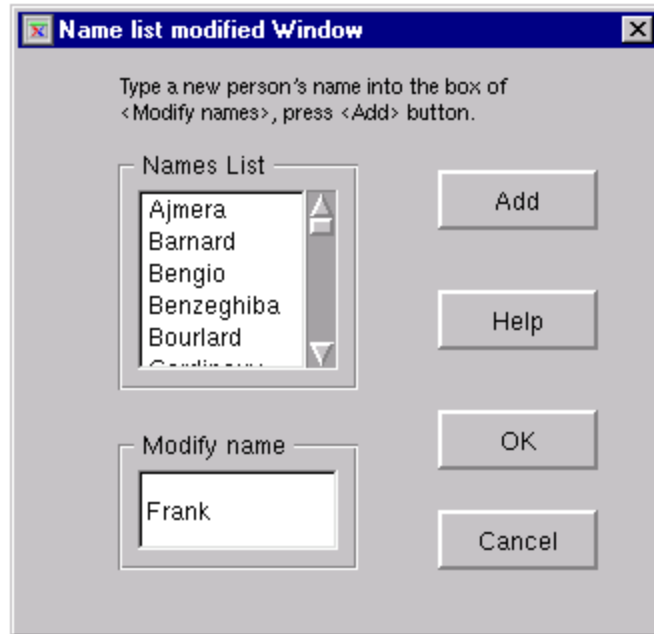 Name list modified Window
Type a new person's name into the box of
<Modify names>, press <Add> button.
Names List
Ajmera
Barnard
Bengio
Benzeghiba
Bourlard
Add
Help
Modify name
Frank
OK
Cancel